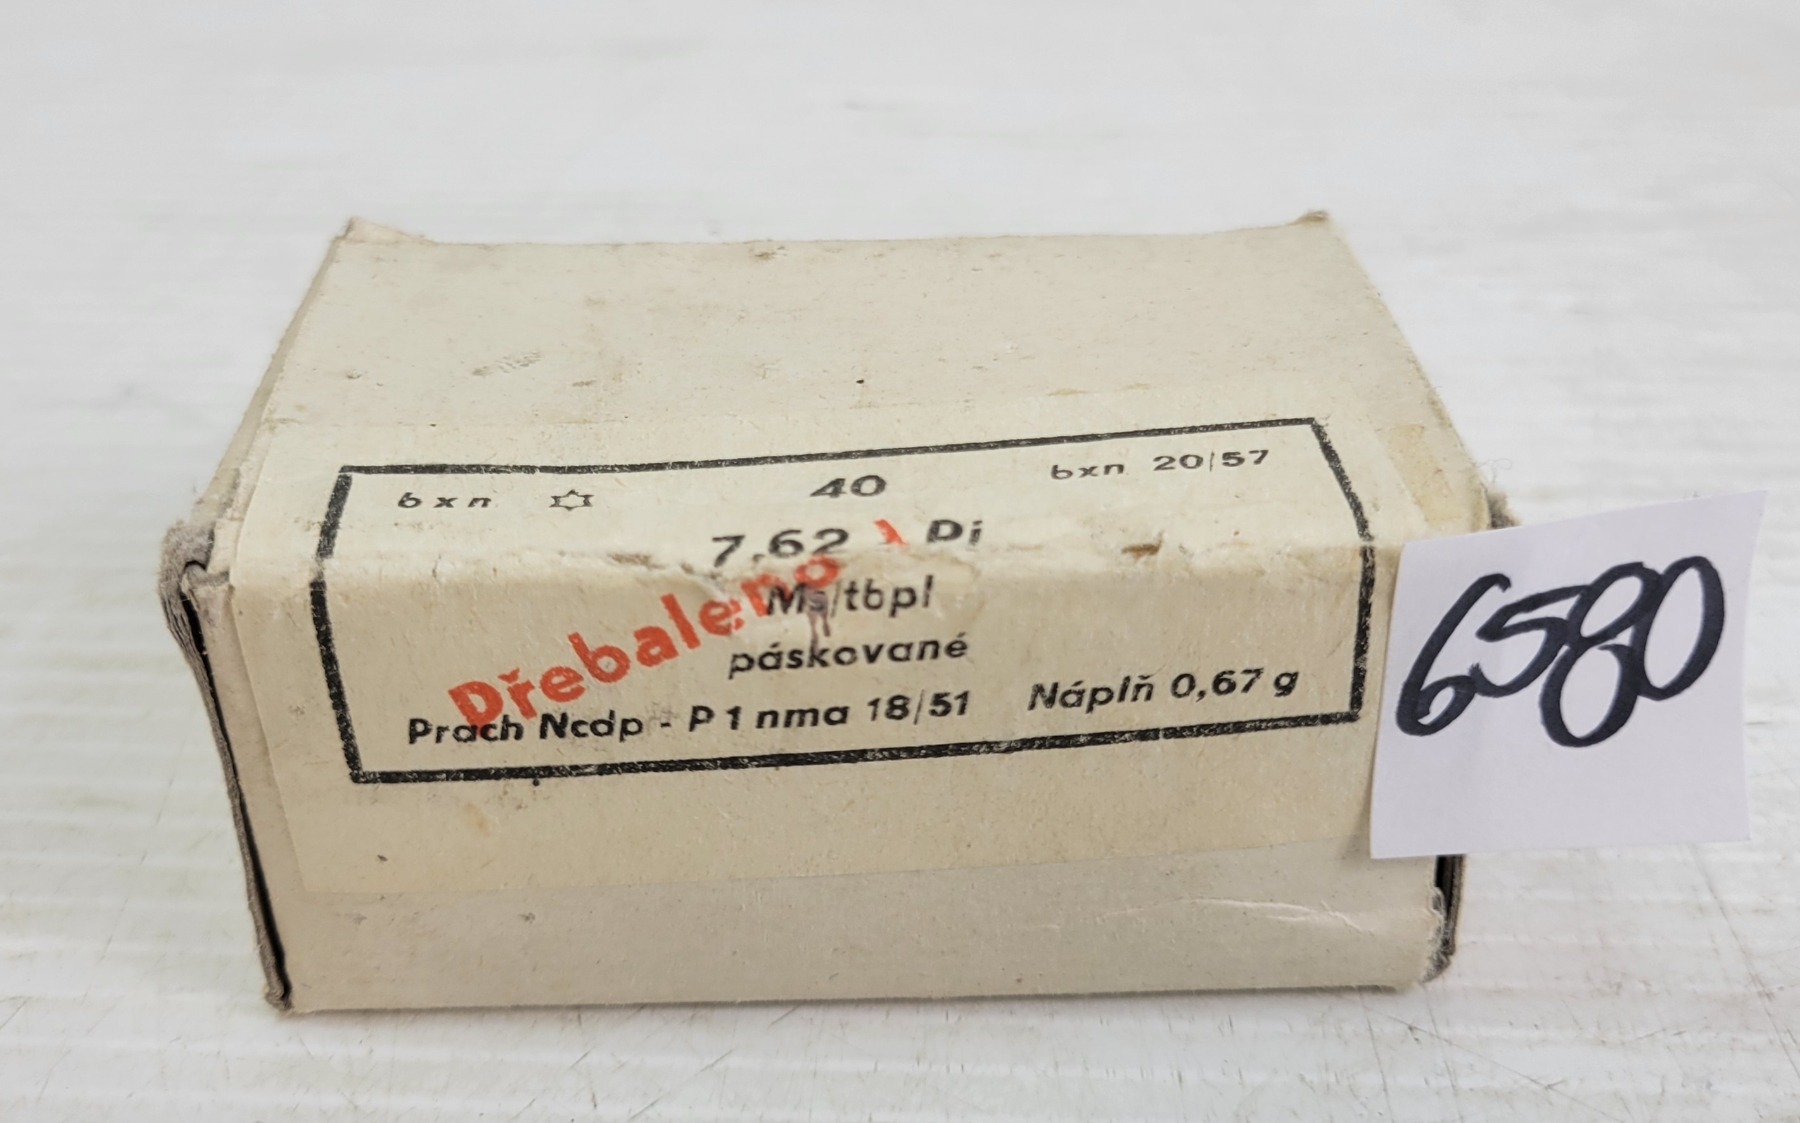 bxn 40 bxn 20/57
7,62 Pi
Ms/tbpl
páskované
Prach Ncdp - P1 nma 18/51 Náplň 0,67 g
Přebaleno
6580